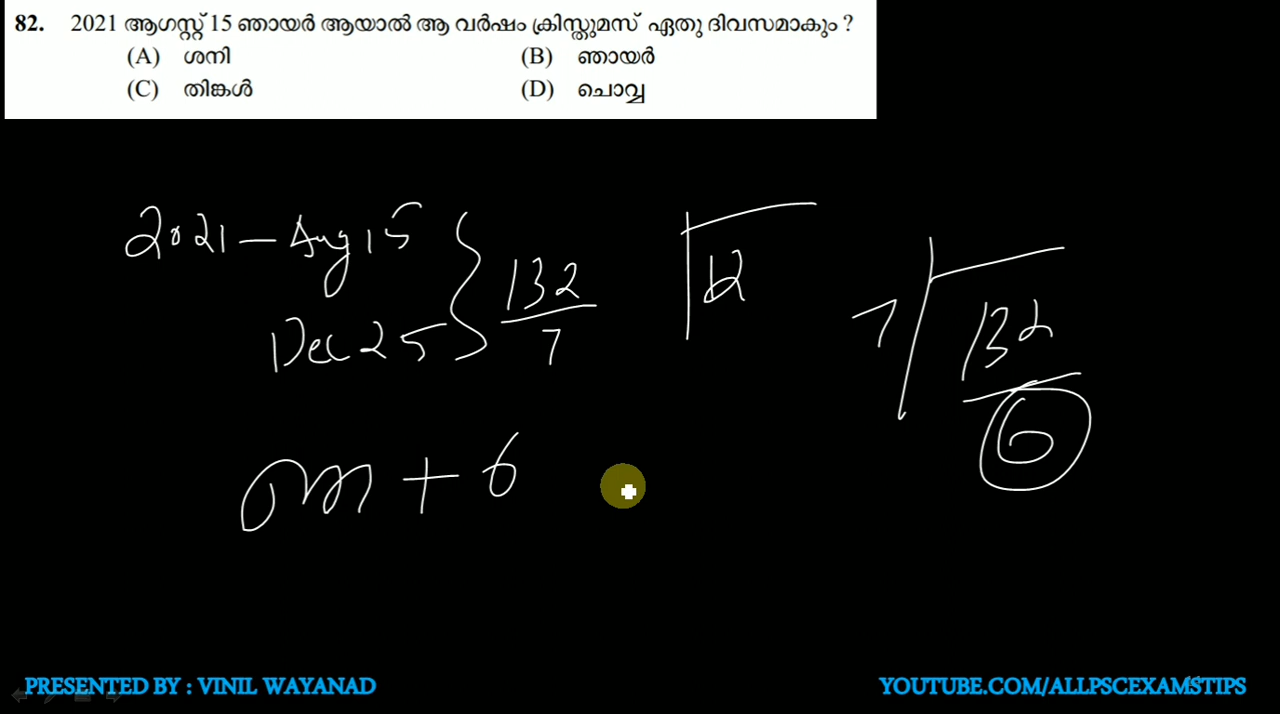 82. 2021 ആഗസ്റ്റ് 15 ഞായർ ആയാൽ ആ വർഷം ക്രിസ്തുമസ് ഏതു ദിവസമാകും ?
(A) ശനി (B) ഞായർ
(C) തിങ്കൾ (D) ചൊവ്വ
2021 - Aug 15
Dec 25
132
7
12
7
132
6
+ 6
PRESENTED BY : VINIL WAYANAD
YOUTUBE.COM/ALLPSCEXAMSTIPS